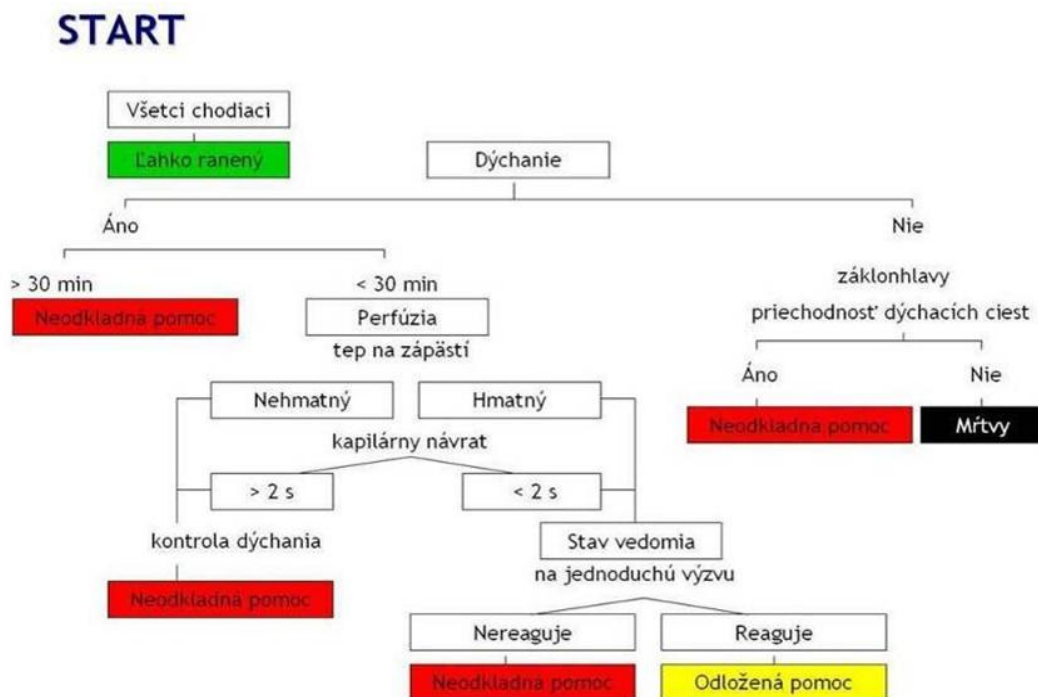 START
Všetci chodiaci
Ľahko ranený
Dýchanie
Áno
Nie
> 30 min
Neodkladná pomoc
< 30 min
Perfúzia
tep na zápästí
Nehmatný
Hmatný
kapilárny návrat
> 2 s
< 2 s
kontrola dýchania
Neodkladná pomoc
Stav vedomia
na jednoduchú výzvu
Nereaguje
Reaguje
Neodkladná pomoc
Odložená pomoc
záklonhlavy
priechodnosť dýchacích ciest
Áno
Nie
Neodkladna pomoc
Mŕtvy